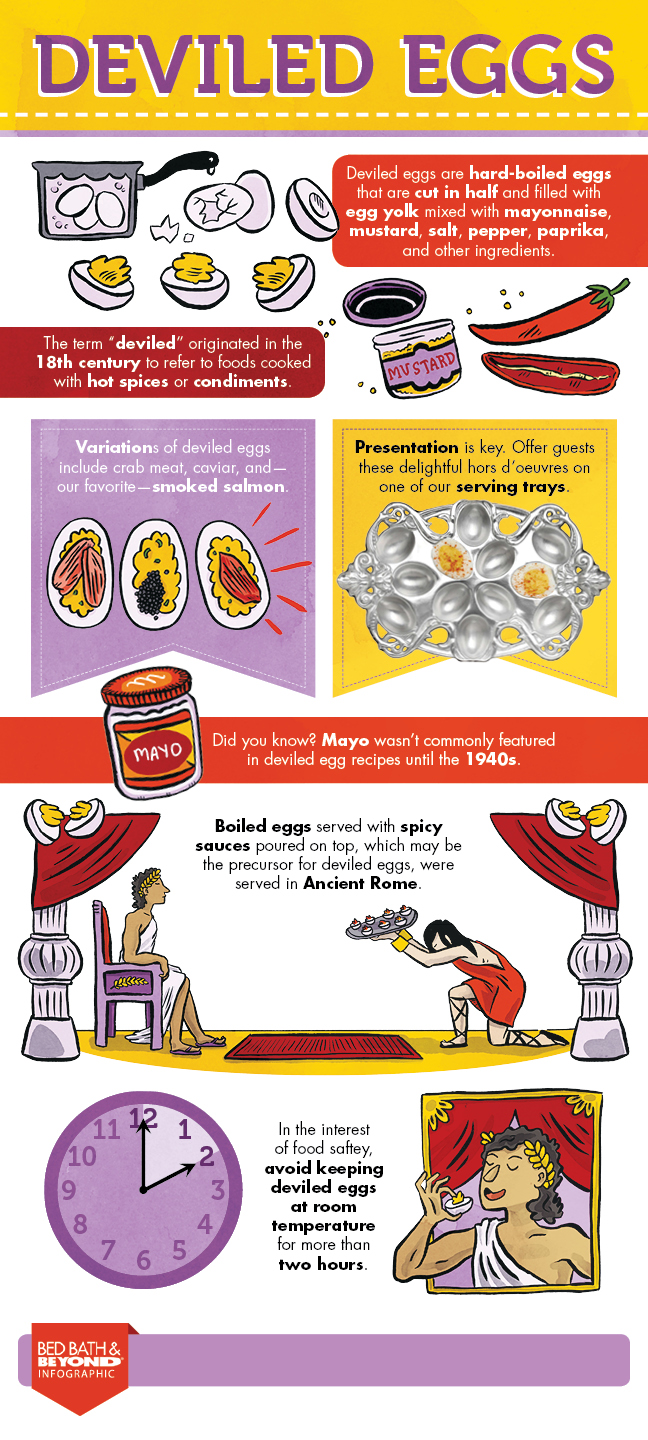 DEVILED EGGS
Deviled eggs are hard-boiled eggs
that are cut in half and filled with
egg yolk mixed with mayonnaise,
mustard, salt, pepper, paprika,
and other ingredients.
The term “deviled” originated in the
18th century to refer to foods cooked
with hot spices or condiments.
MUSTARD
Variations of deviled eggs
include crab meat, caviar, and—
our favorite—smoked salmon.
Presentation is key. Offer guests
these delightful hors d’oeuvres on
one of our serving trays.
MAYO
Did you know? Mayo wasn’t commonly featured
in deviled egg recipes until the 1940s.
Boiled eggs served with spicy
sauces poured on top, which may be
the precursor for deviled eggs, were
served in Ancient Rome.
12
1
2
3
4
5
6
7
8
9
10
11
In the interest
of food saftey,
avoid keeping
deviled eggs
at room
temperature
for more than
two hours.
BED BATH &
BEYOND
INFOGRAPHIC